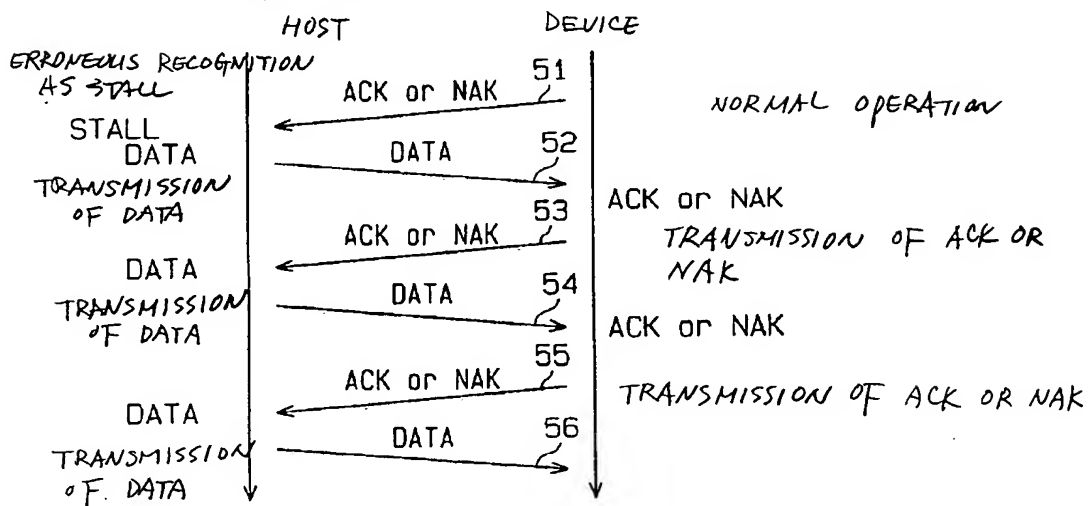 HOST
DEVICE
ERRONEOUS RECOGNITION
AS STALL
51
ACK or NAK
NORMAL OPERATION
STALL
DATA
DATA
52
TRANSMISSION
OF DATA
ACK or NAK
53
ACK or NAK
TRANSMISSION OF ACK OR
NAK
DATA
DATA
54
TRANSMISSION
OF DATA
ACK or NAK
55
ACK or NAK
TRANSMISSION OF ACK OR NAK
DATA
DATA
56
TRANSMISSION
OF. DATA